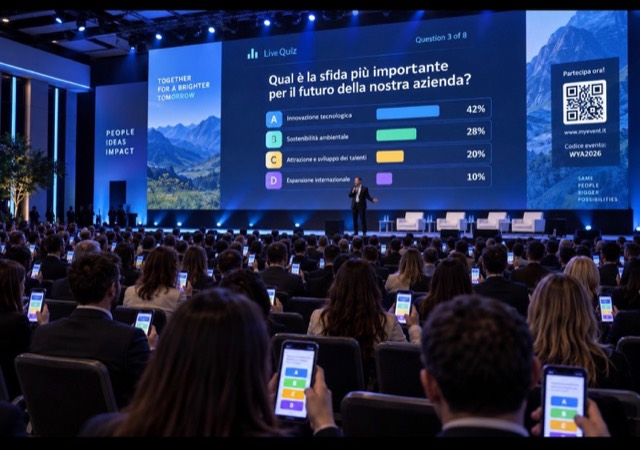 Live Quiz
Question 3 of 8
Qual è la sfida più importante
per il futuro della nostra azienda?
A Innovazione tecnologica 42%
B Sostenibilità ambientale 28%
C Attrazione e sviluppo dei talenti 20%
D Espansione internazionale 10%
TOGETHER
FOR A BRIGHTER
TOMORROW
PEOPLE
IDEAS
IMPACT
Partecipa ora!
www.myevent.it
Codice evento:
WYA2026
SAME
PEOPLE
BIGGER
POSSIBILITIES
A
B
C
D
A
B
C